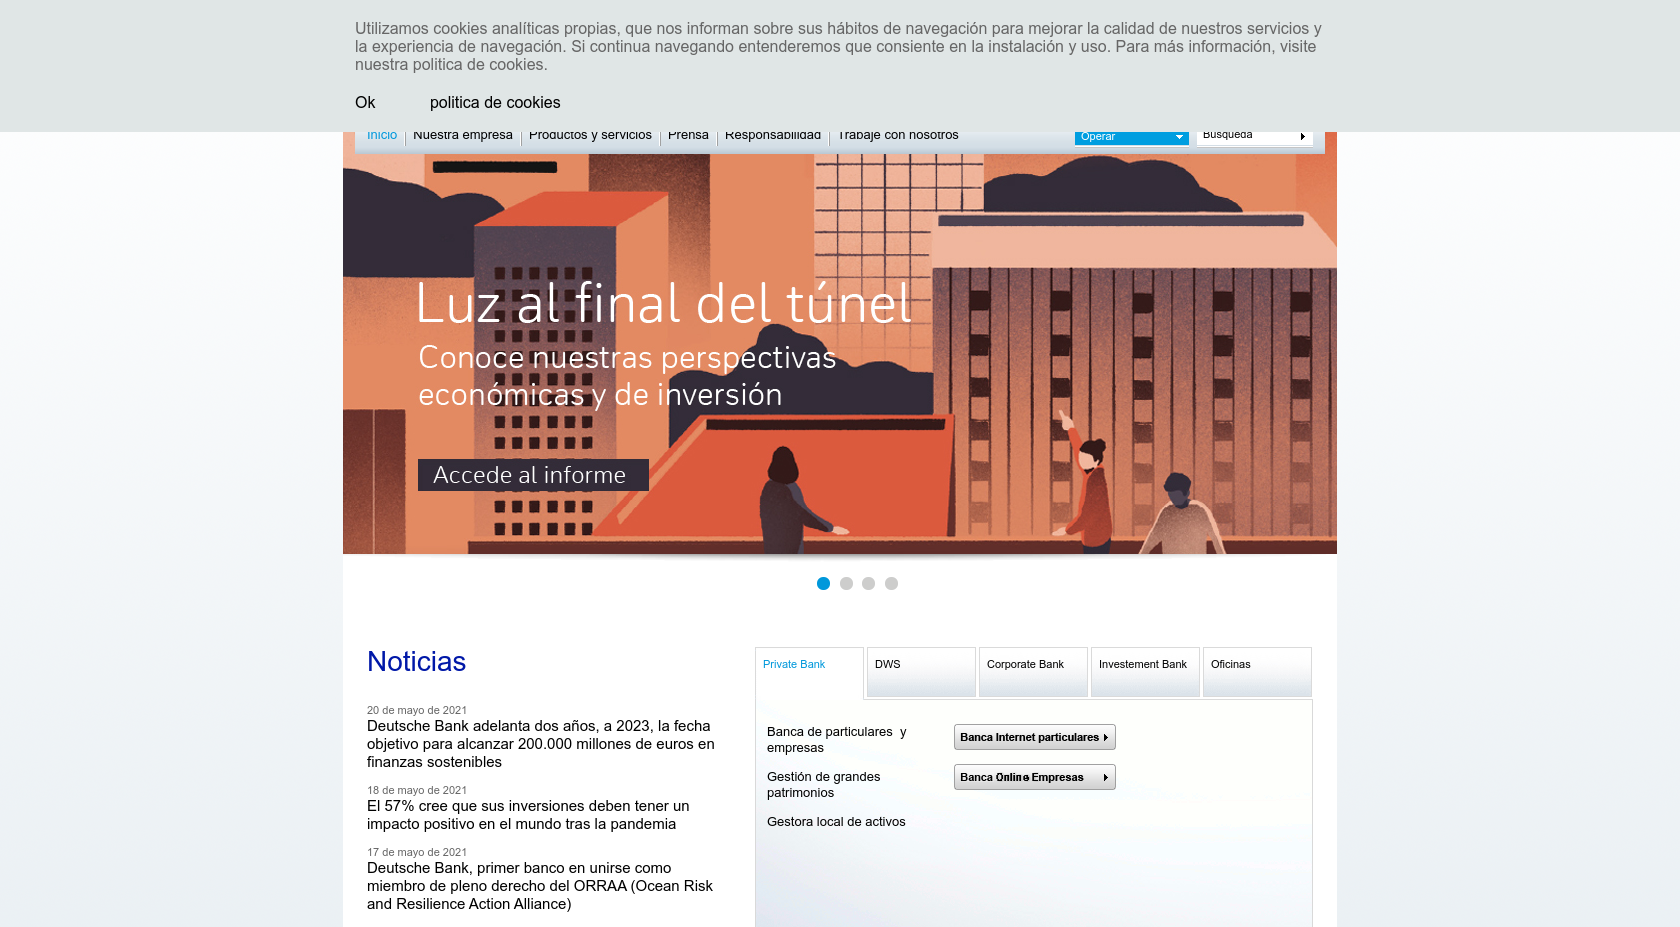 Utilizamos cookies analíticas propias, que nos informan sobre sus hábitos de navegación para mejorar la calidad de nuestros servicios y
la experiencia de navegación. Si continua navegando entenderemos que consiente en la instalación y uso. Para más información, visite
nuestra politica de cookies.
Ok politica de cookies
Inicio Nuestra empresa Productos y servicios Prensa Responsabilidad Trabaje con nosotros Operar Búsqueda
Luz al final del túnel
Conoce nuestras perspectivas
económicas y de inversión
Accede al informe
Noticias
20 de mayo de 2021
Deutsche Bank adelanta dos años, a 2023, la fecha
objetivo para alcanzar 200.000 millones de euros en
finanzas sostenibles
18 de mayo de 2021
El 57% cree que sus inversiones deben tener un
impacto positivo en el mundo tras la pandemia
17 de mayo de 2021
Deutsche Bank, primer banco en unirse como
miembro de pleno derecho del ORRAA (Ocean Risk
and Resilience Action Alliance)
Private Bank DWS Corporate Bank Investement Bank Oficinas
Banca de particulares y
empresas
Gestión de grandes
patrimonios
Gestora local de activos
Banca Internet particulares
Banca Online Empresas